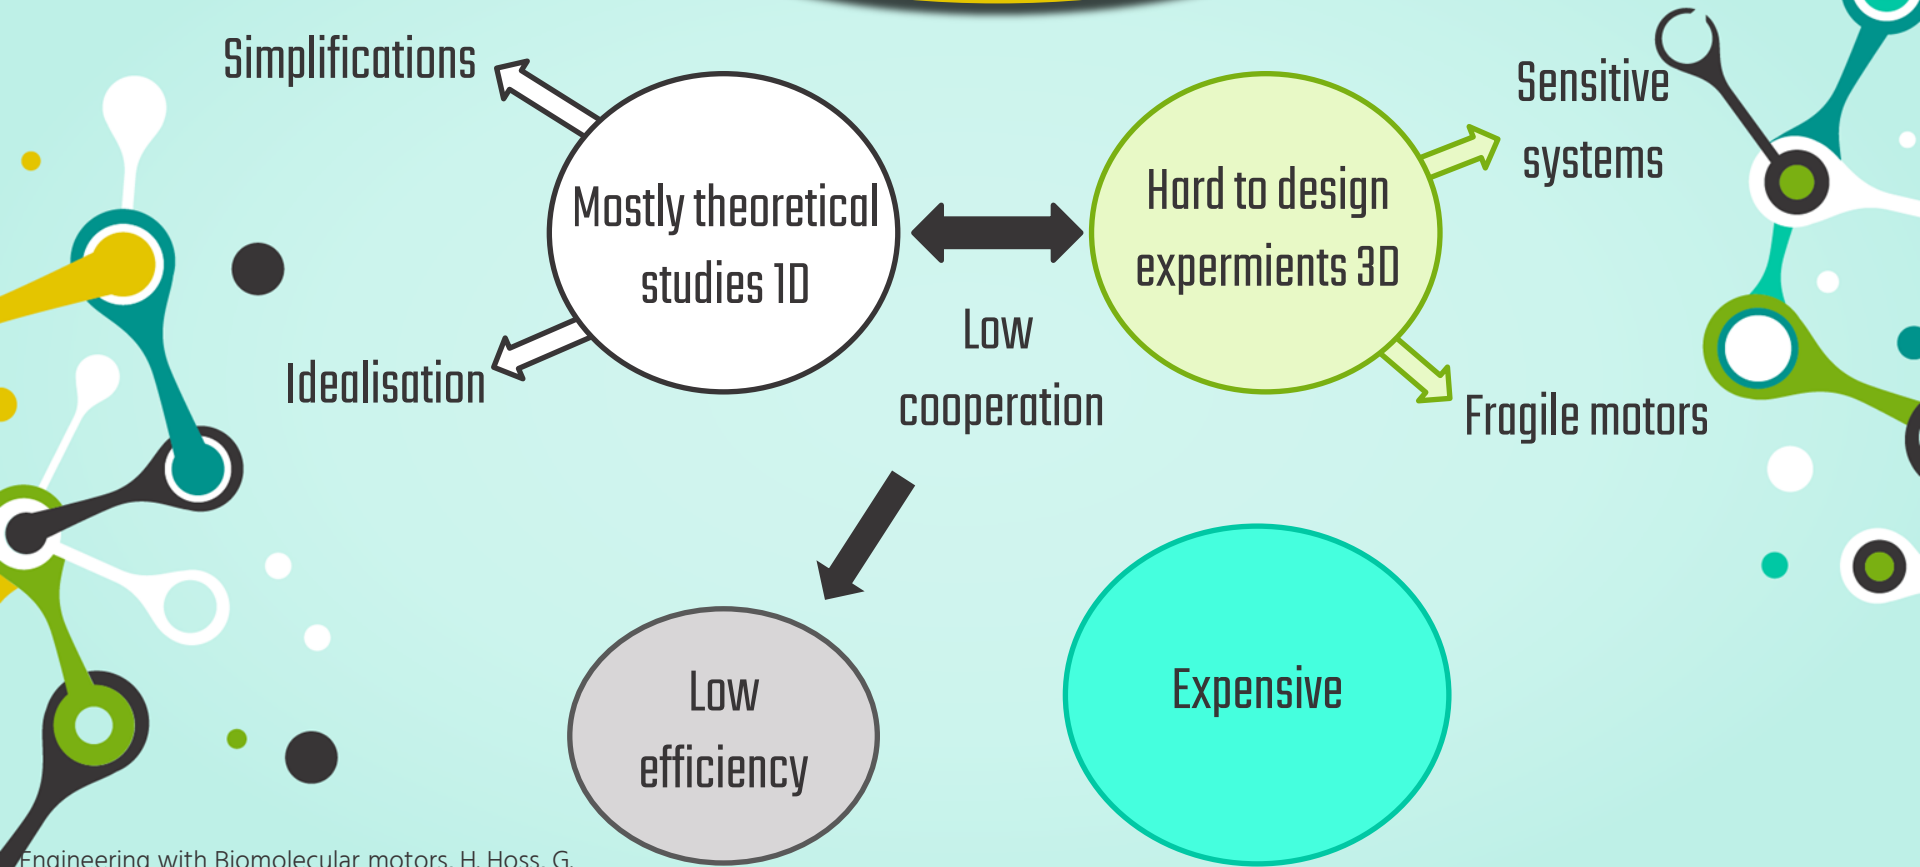 Simplifications
Mostly theoretical
studies 1D
Idealisation
Low
cooperation
Hard to design
expermients 3D
Sensitive
systems
Fragile motors
Low
efficiency
Expensive
Engineering with Biomolecular motors, H. Hoss, G.